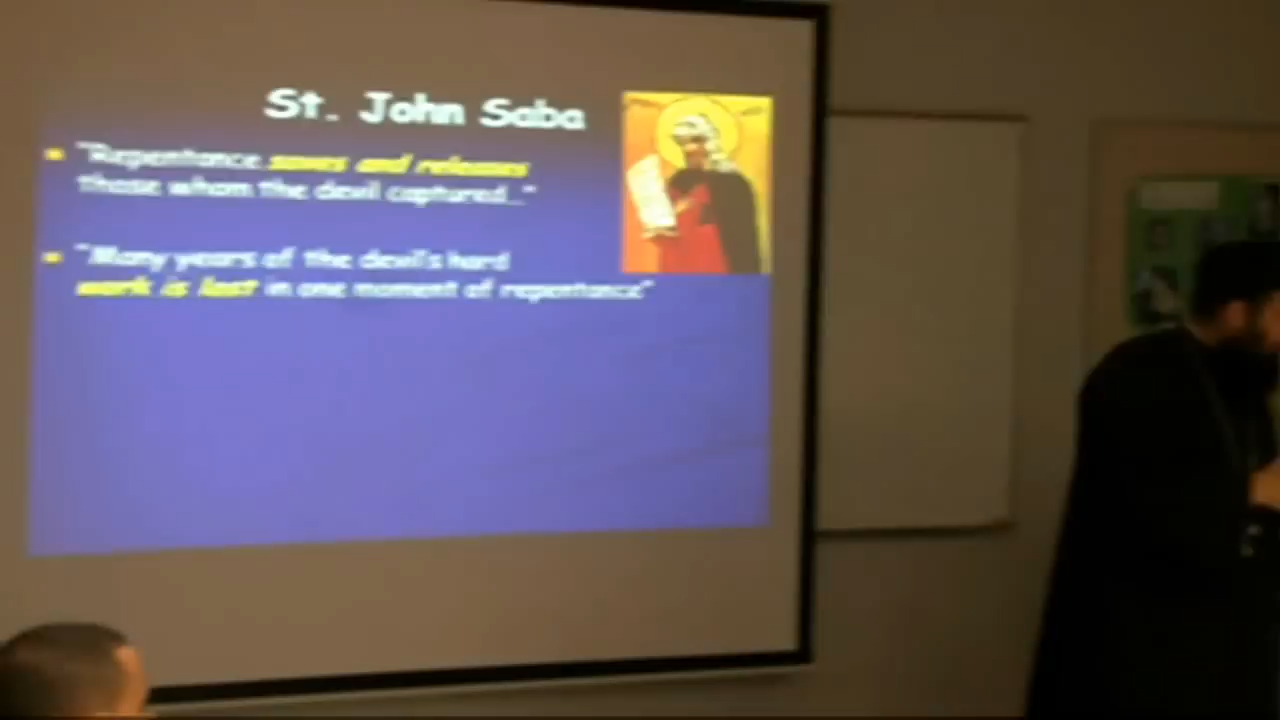 St. John Saba
"Repentance saves and releases
those whom the devil captured..."
"Many years of the devil's hard
work is lost in one moment of repentance"